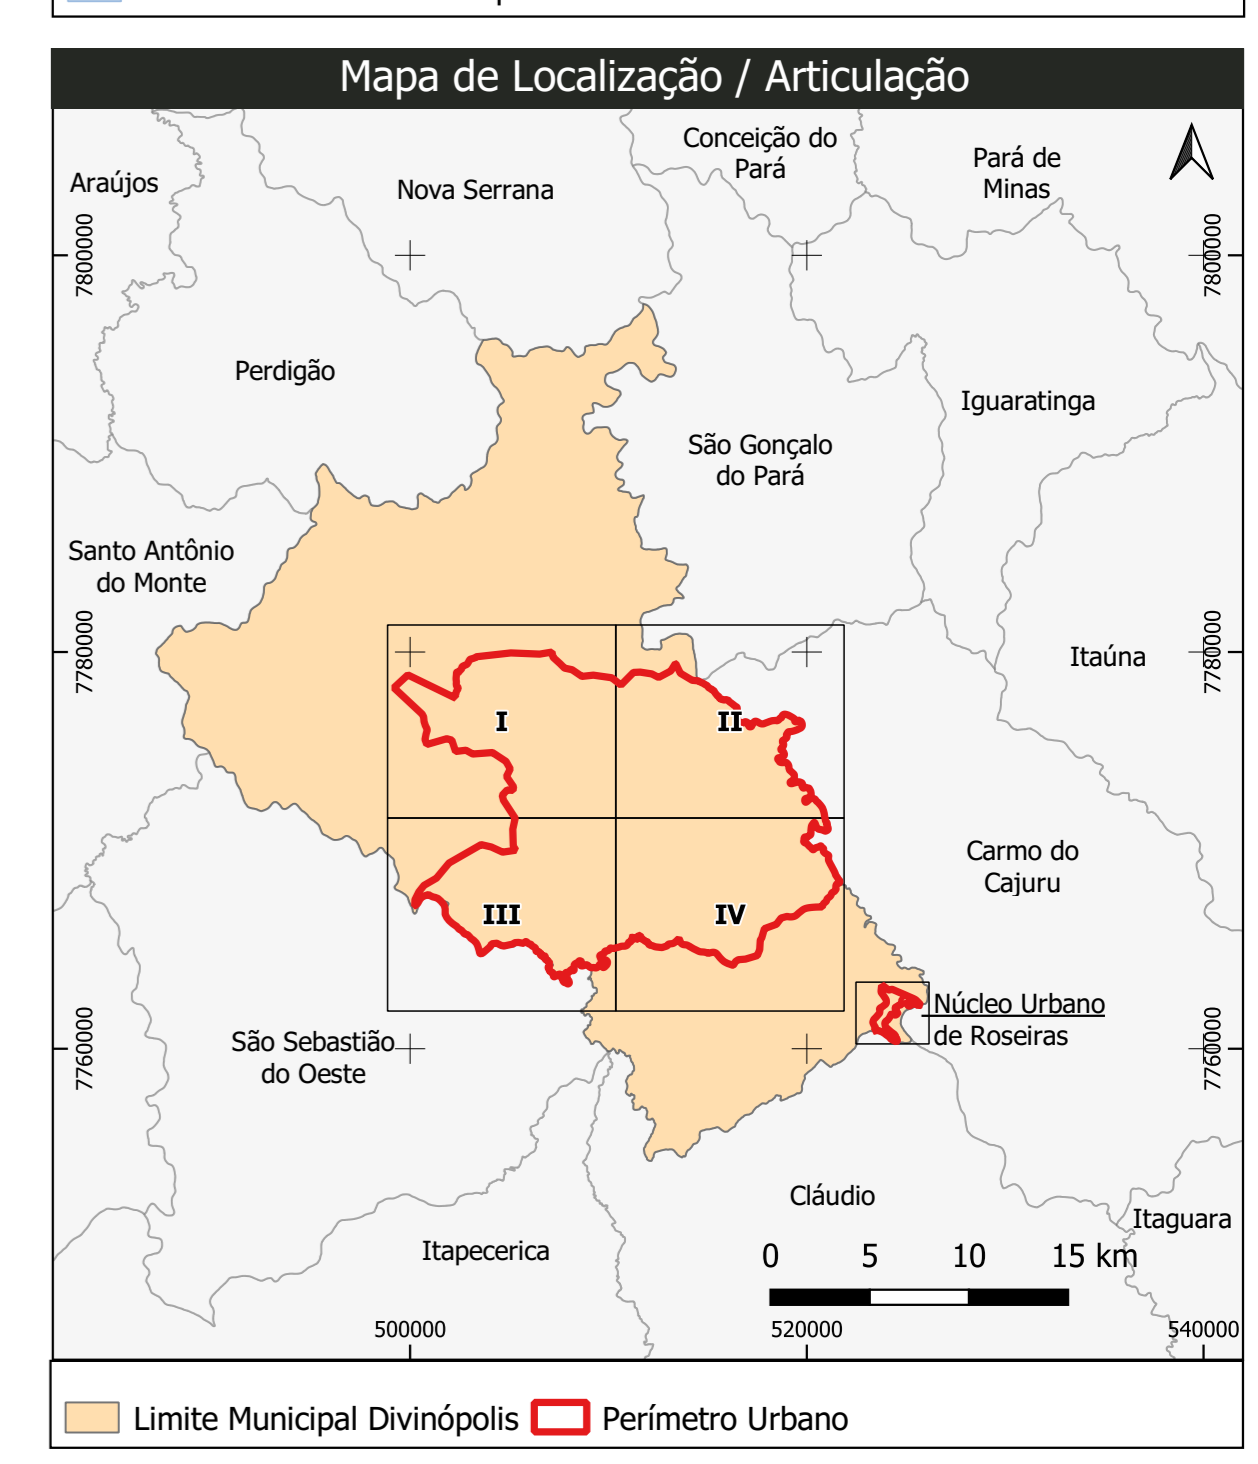 Mapa de Localização / Articulação
Conceição do
Pará
Pará de
Minas
Araújos
Nova Serrana
7800000
7800000
Perdigão
Iguaratinga
São Gonçalo
do Pará
Santo Antônio
do Monte
7780000
7780000
Itaúna
I
II
Carmo do
Cajuru
III
IV
Núcleo Urbano
de Roseiras
São Sebastião
do Oeste
7760000
7760000
Cláudio
Itaguara
Itapecerica
0 5 10 15 km
500000 520000 540000
Limite Municipal Divinópolis Perímetro Urbano